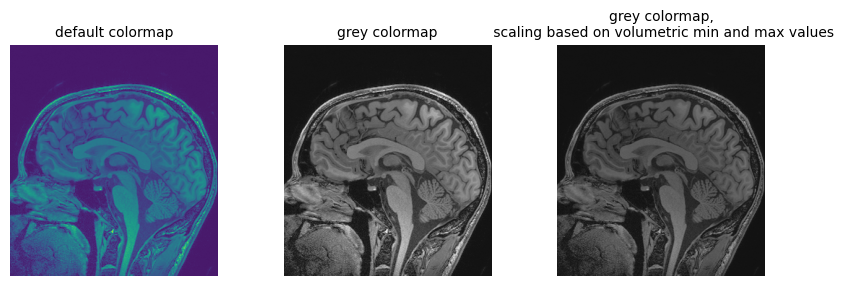 default colormap
grey colormap
grey colormap,
scaling based on volumetric min and max values